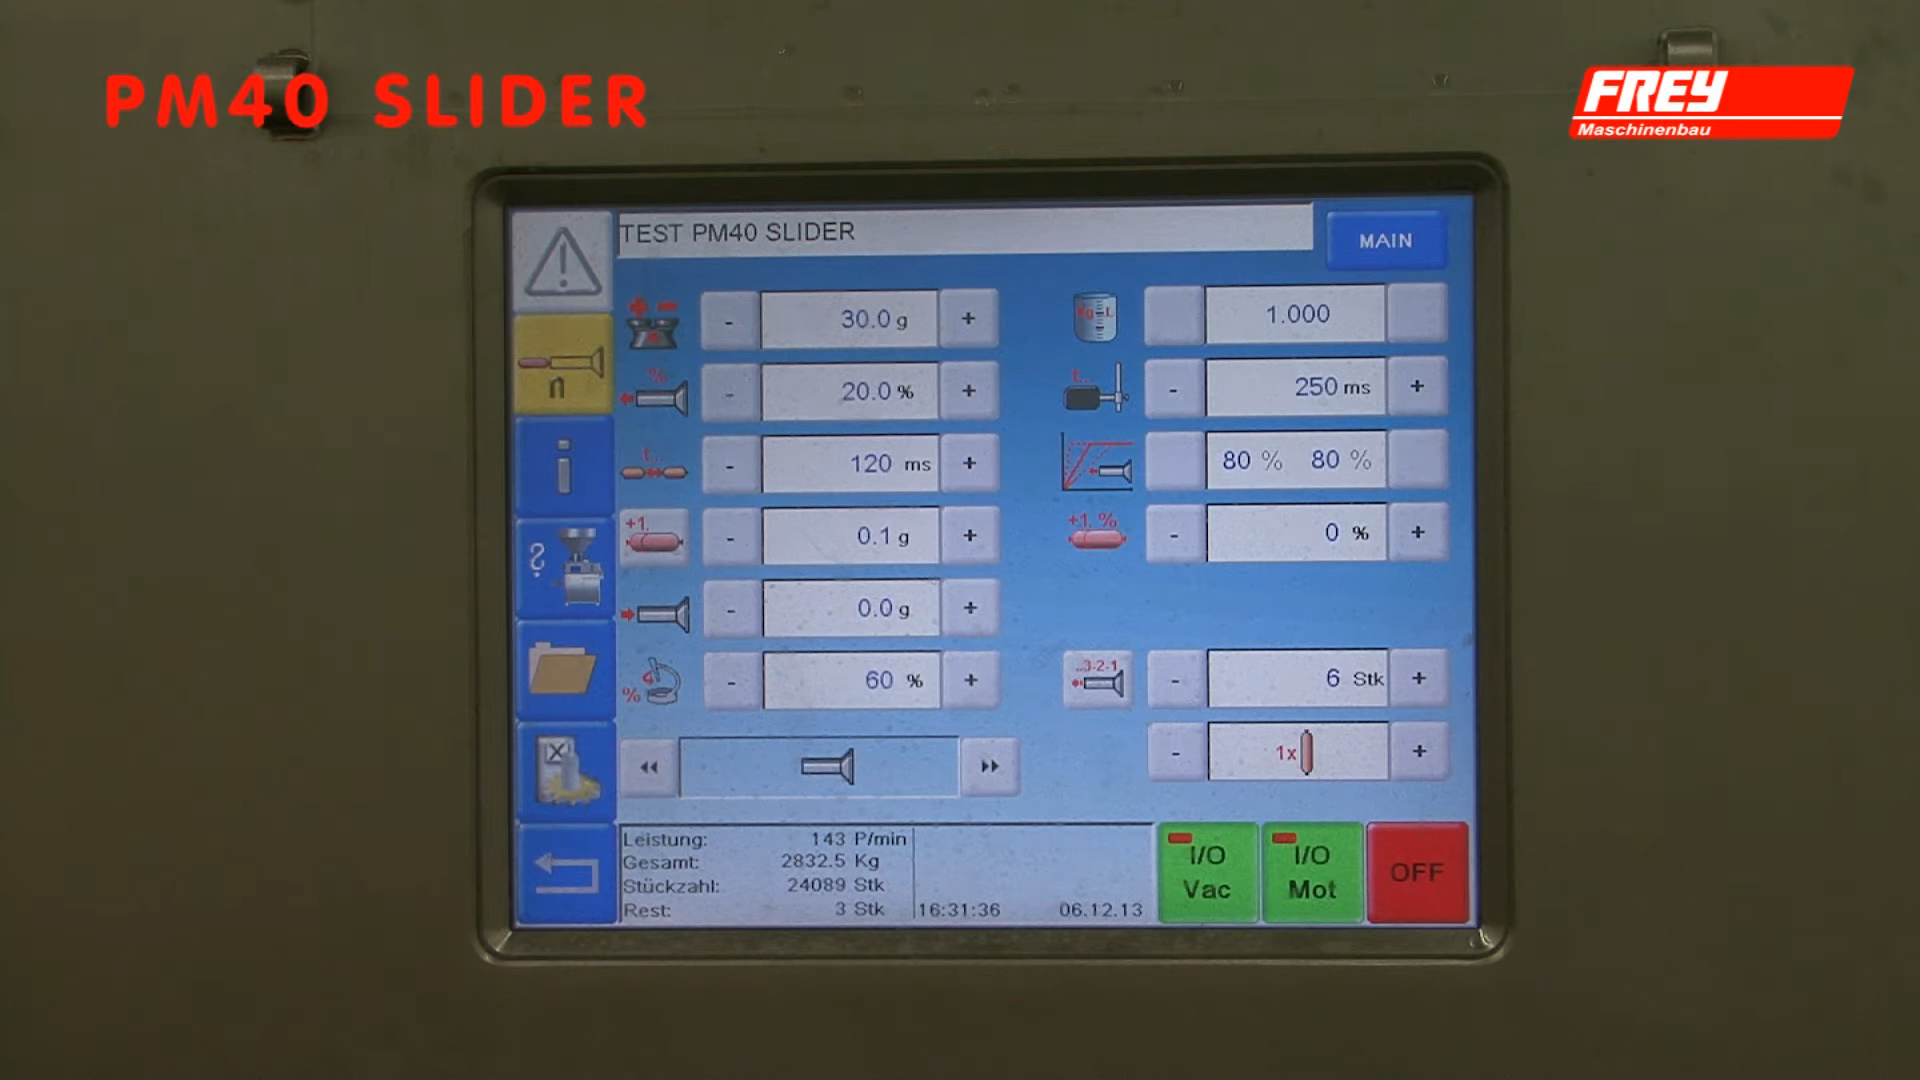 PM40 SLIDER
FREY
Maschinenbau
TEST PM40 SLIDER
MAIN
- 30.0 g +
Kg-L
1.000
%
- 20.0 % +
t...
- 250 ms +
t...
- 120 ms +
80 % 80 %
+1.
- 0.1 g +
+1. %
- 0 % +
- 0.0 g +
%
- 60 % +
..3-2-1
- 6 Stk +
- 1x +
Leistung: 143 P/min
Gesamt: 2832.5 Kg
Stückzahl: 24089 Stk
Rest: 3 Stk
16:31:36 06.12.13
I/O
Vac
I/O
Mot
OFF